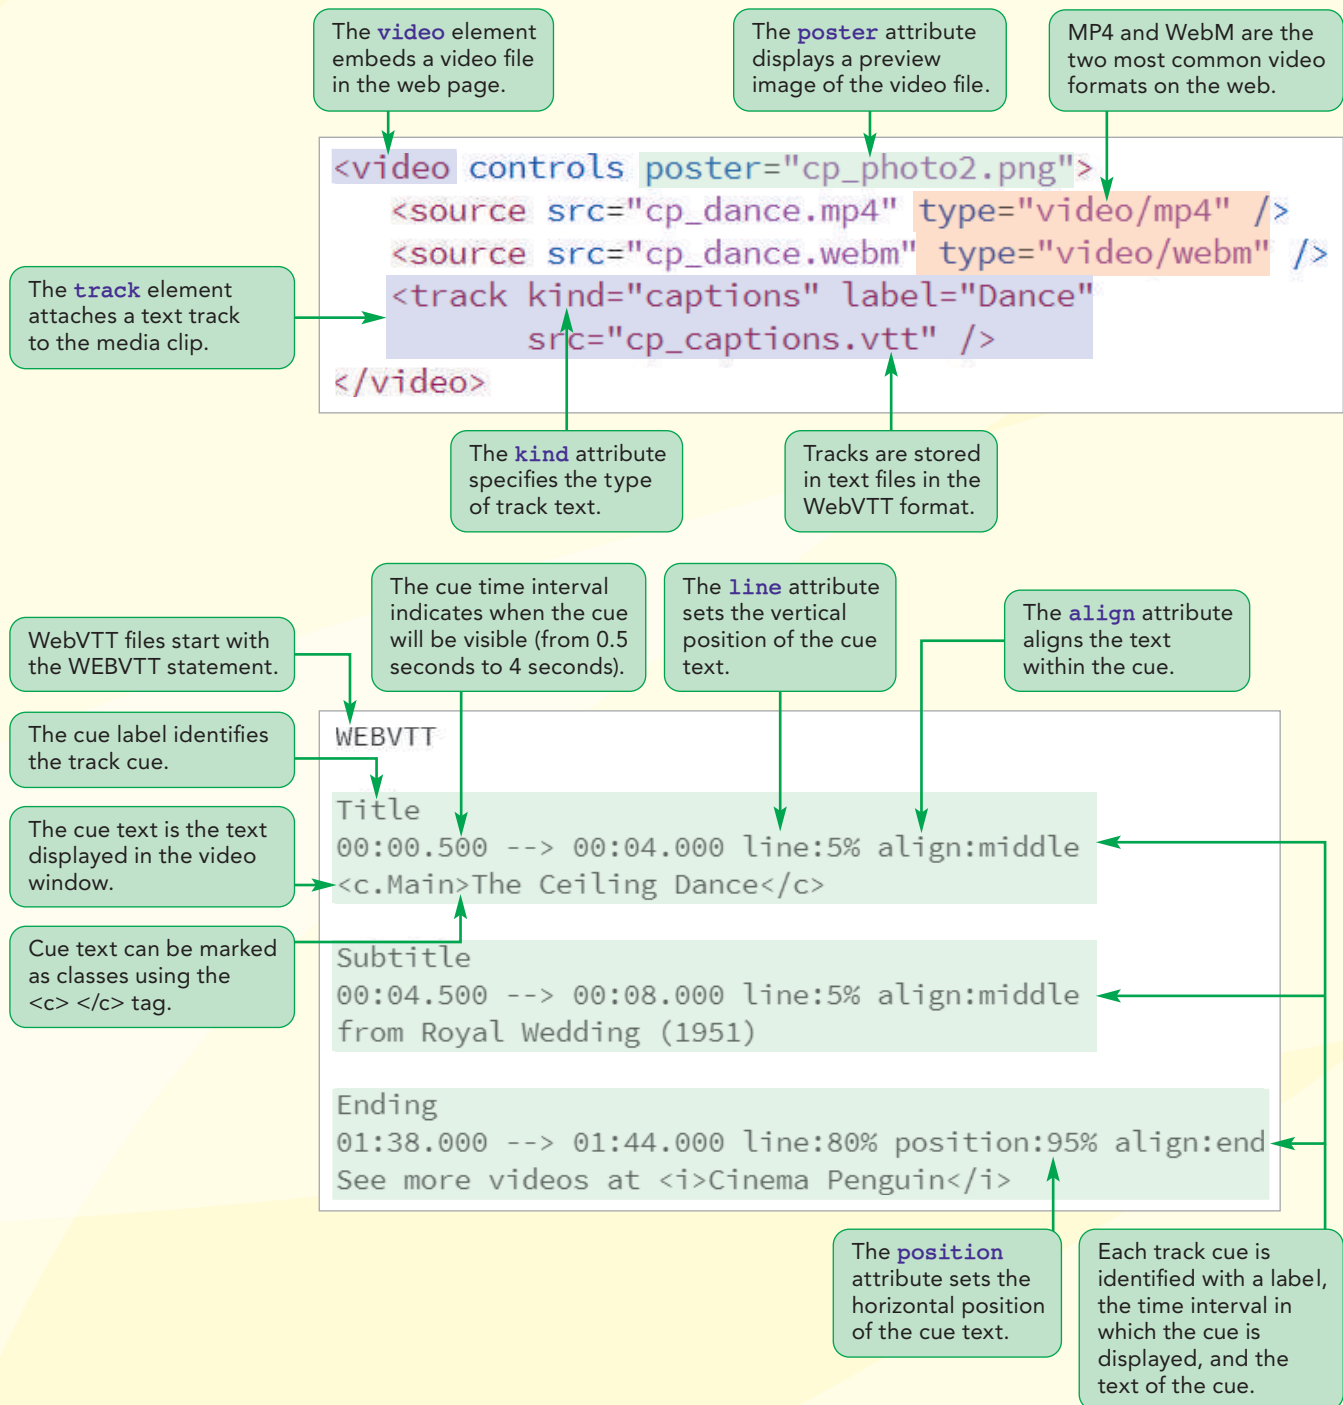 The video element
embeds a video file
in the web page.
The poster attribute
displays a preview
image of the video file.
MP4 and WebM are the
two most common video
formats on the web.
<video controls poster="cp_photo2.png">
<source src="cp_dance.mp4" type="video/mp4" />
<source src="cp_dance.webm" type="video/webm" />
<track kind="captions" label="Dance"
src="cp_captions.vtt" />
</video>
The track element
attaches a text track
to the media clip.
The kind attribute
specifies the type
of track text.
Tracks are stored
in text files in the
WebVTT format.
The cue time interval
indicates when the cue
will be visible (from 0.5
seconds to 4 seconds).
The line attribute
sets the vertical
position of the cue
text.
The align attribute
aligns the text
within the cue.
WebVTT files start with
the WEBVTT statement.
The cue label identifies
the track cue.
The cue text is the text
displayed in the video
window.
Cue text can be marked
as classes using the
<c> </c> tag.
WEBVTT
Title
00:00.500 --> 00:04.000 line:5% align:middle
<c.Main>The Ceiling Dance</c>
Subtitle
00:04.500 --> 00:08.000 line:5% align:middle
from Royal Wedding (1951)
Ending
01:38.000 --> 01:44.000 line:80% position:95% align:end
See more videos at <i>Cinema Penguin</i>
The position
attribute sets the
horizontal position
of the cue text.
Each track cue is
identified with a label,
the time interval in
which the cue is
displayed, and the
text of the cue.